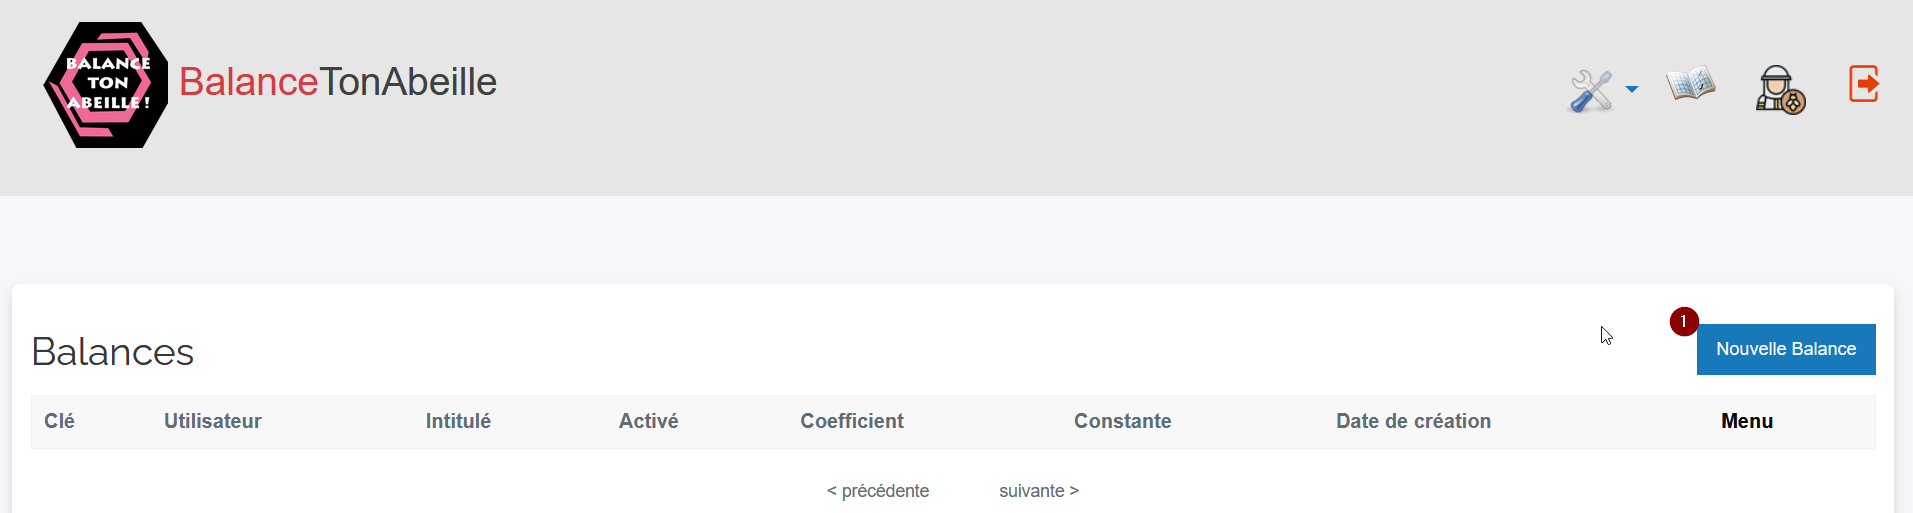 BALANCE
TON
ABEILLE !
BalanceTonAbeille
1
Balances
Nouvelle Balance
Clé Utilisateur Intitulé Activé Coefficient Constante Date de création Menu
< précédente suivante >